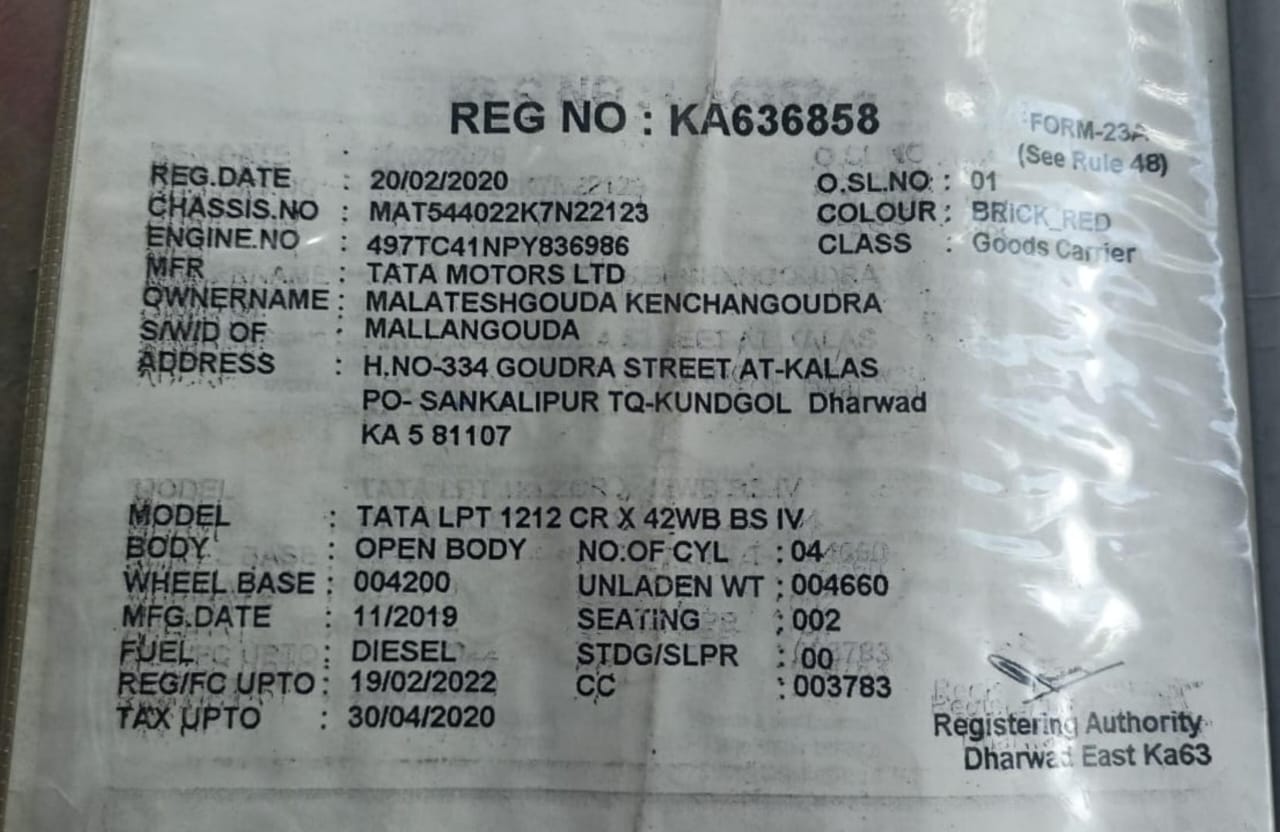 REG NO : KA636858
FORM-23A
(See Rule 48)
REG.DATE : 20/02/2020 O.SL.NO : 01
CHASSIS.NO : MAT544022K7N22123 COLOUR : BRICK_RED
ENGINE.NO : 497TC41NPY836986 CLASS : Goods Carrier
MFR : TATA MOTORS LTD
OWNERNAME : MALATESHGOUDA KENCHANGOUDRA
S/W/D OF : MALLANGOUDA
ADDRESS : H.NO-334 GOUDRA STREET AT-KALAS
PO- SANKALIPUR TQ-KUNDGOL Dharwad
KA 5 81107
MODEL : TATA LPT 1212 CR X 42WB BS IV
BODY : OPEN BODY NO.OF CYL : 04
WHEEL BASE : 004200 UNLADEN WT : 004660
MFG.DATE : 11/2019 SEATING : 002
FUEL : DIESEL STDG/SLPR : 00
REG/FC UPTO : 19/02/2022 CC : 003783
TAX UPTO : 30/04/2020
Registering Authority
Dharwad East Ka63